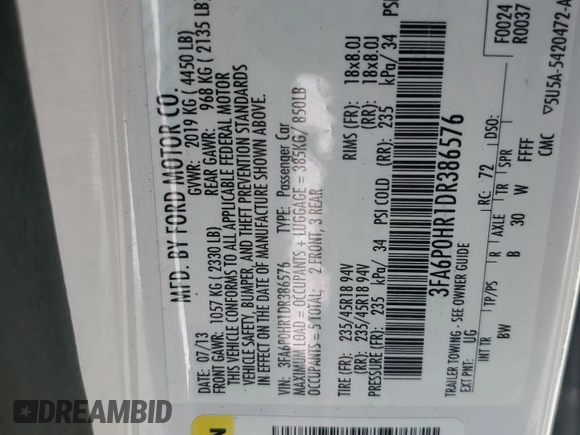 MFD. BY FORD MOTOR CO.
DATE: 07/13 GVWR: 2019 KG ( 4450 LB)
FRONT GAWR: 1057 KG ( 2330 LB) REAR GAWR: 968 KG ( 2135 LB)
THIS VEHICLE CONFORMS TO ALL APPLICABLE FEDERAL MOTOR
VEHICLE SAFETY, BUMPER, AND THEFT PREVENTION STANDARDS
IN EFFECT ON THE DATE OF MANUFACTURE SHOWN ABOVE.
VIN: 3FA6P0HR1DR386576 TYPE: Passenger Car
MAXIMUM LOAD = OCCUPANTS + LUGGAGE = 385KG/ 850LB
OCCUPANTS = 5 TOTAL; 2 FRONT, 3 REAR
TIRE (FR): 235/45R18 94V RIMS (FR): 18x8.0J
TIRE (RR): 235/45R18 94V (RR): 18x8.0J
PRESSURE (FR): 235 kPa/ 34 PSI COLD (RR): 235 kPa/ 34 PSI
3FA6P0HR1DR386576
TRAILER TOWING - SEE OWNER GUIDE
EXT PNT: UG RC: 72 DSO: F0024
R0037
INT TR TP/PS R AXLE TR SPR
BW B 30 W FFFF
CMC ▽5U5A-5420472-A
N
DREAMBID